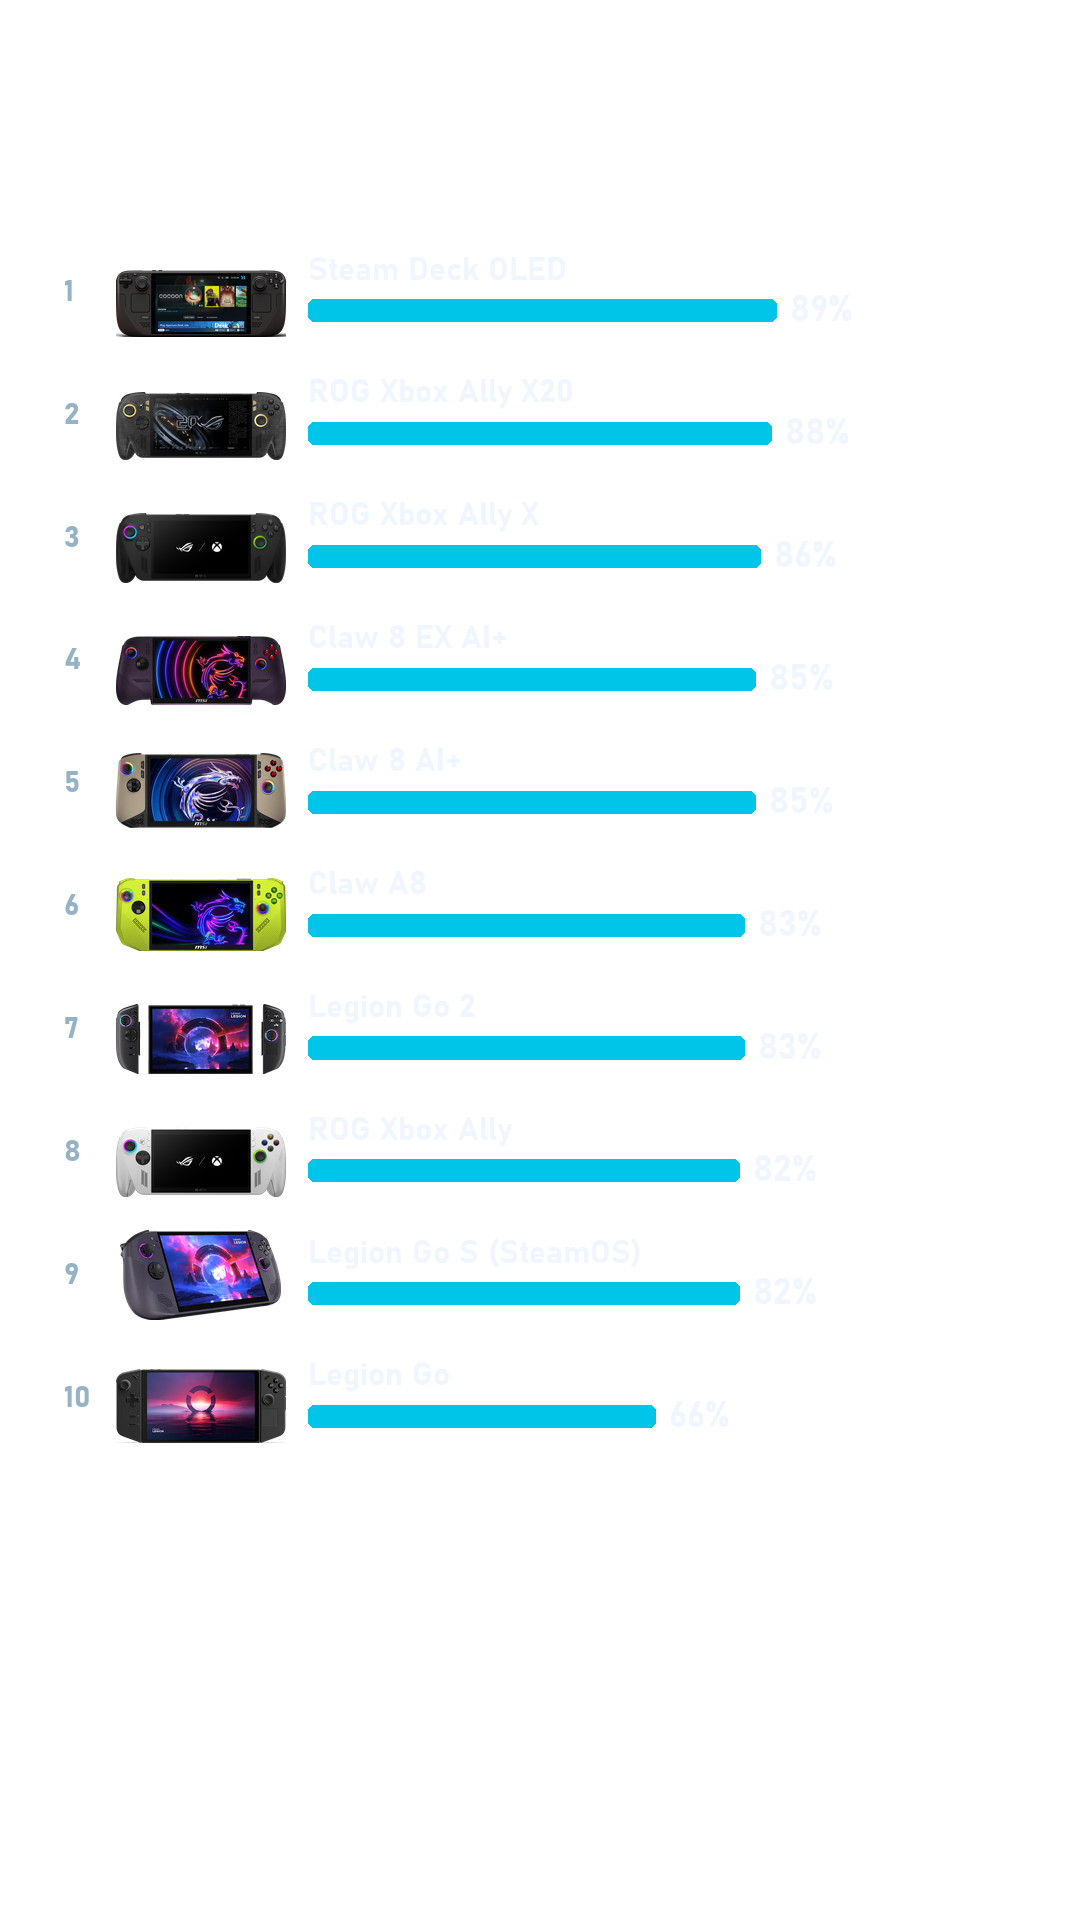 1
Steam Deck OLED
89%
2
ROG Xbox Ally X20
88%
3
ROG Xbox Ally X
86%
4
Claw 8 EX AI+
85%
5
Claw 8 AI+
85%
6
Claw A8
83%
7
Legion Go 2
83%
8
ROG Xbox Ally
82%
9
Legion Go S (SteamOS)
82%
10
Legion Go
66%